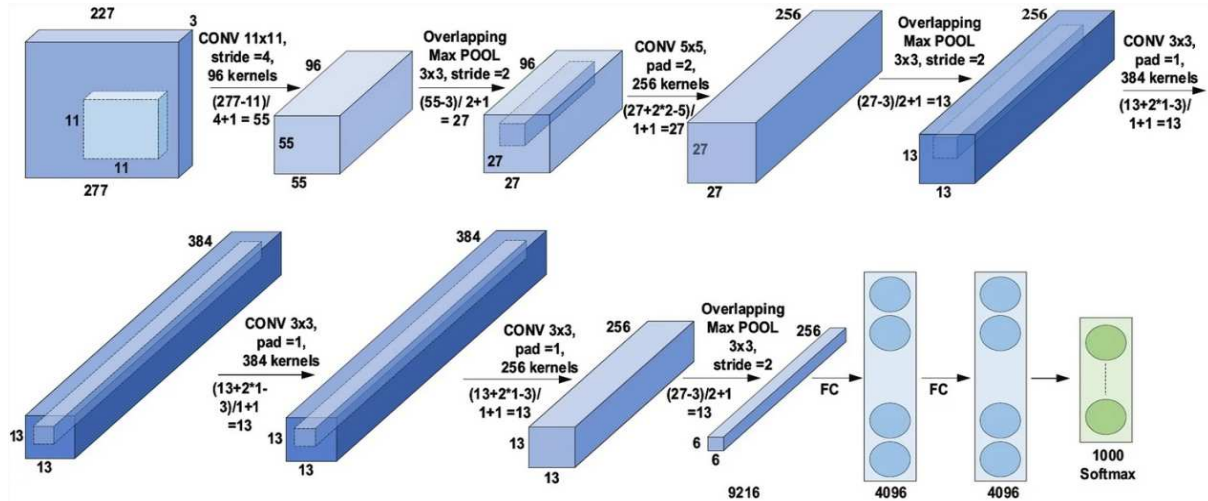 227
3
CONV 11x11,
stride =4,
96 kernels
(277-11)/
4+1 = 55
11
11
277
96
55
55
Overlapping
Max POOL
3x3, stride =2
(55-3)/ 2+1
= 27
96
27
27
CONV 5x5,
pad = 2,
256 kernels
(27+2*2-5)/
1+1 =27
256
27
27
Overlapping
Max POOL
3x3, stride =2
(27-3)/2+1 =13
256
13
13
CONV 3x3,
pad =1,
384 kernels
(13+2*1-3)/
1+1 =13
384
13
13
CONV 3x3,
pad =1,
384 kernels
(13+2*1-
3)/1+1
=13
384
13
13
CONV 3x3,
pad =1,
256 kernels
(13+2*1-3)/
1+1 =13
256
13
13
Overlapping
Max POOL
3x3,
stride =2
(27-3)/2+1
=13
256
6
6
9216
FC
4096
FC
4096
1000
Softmax